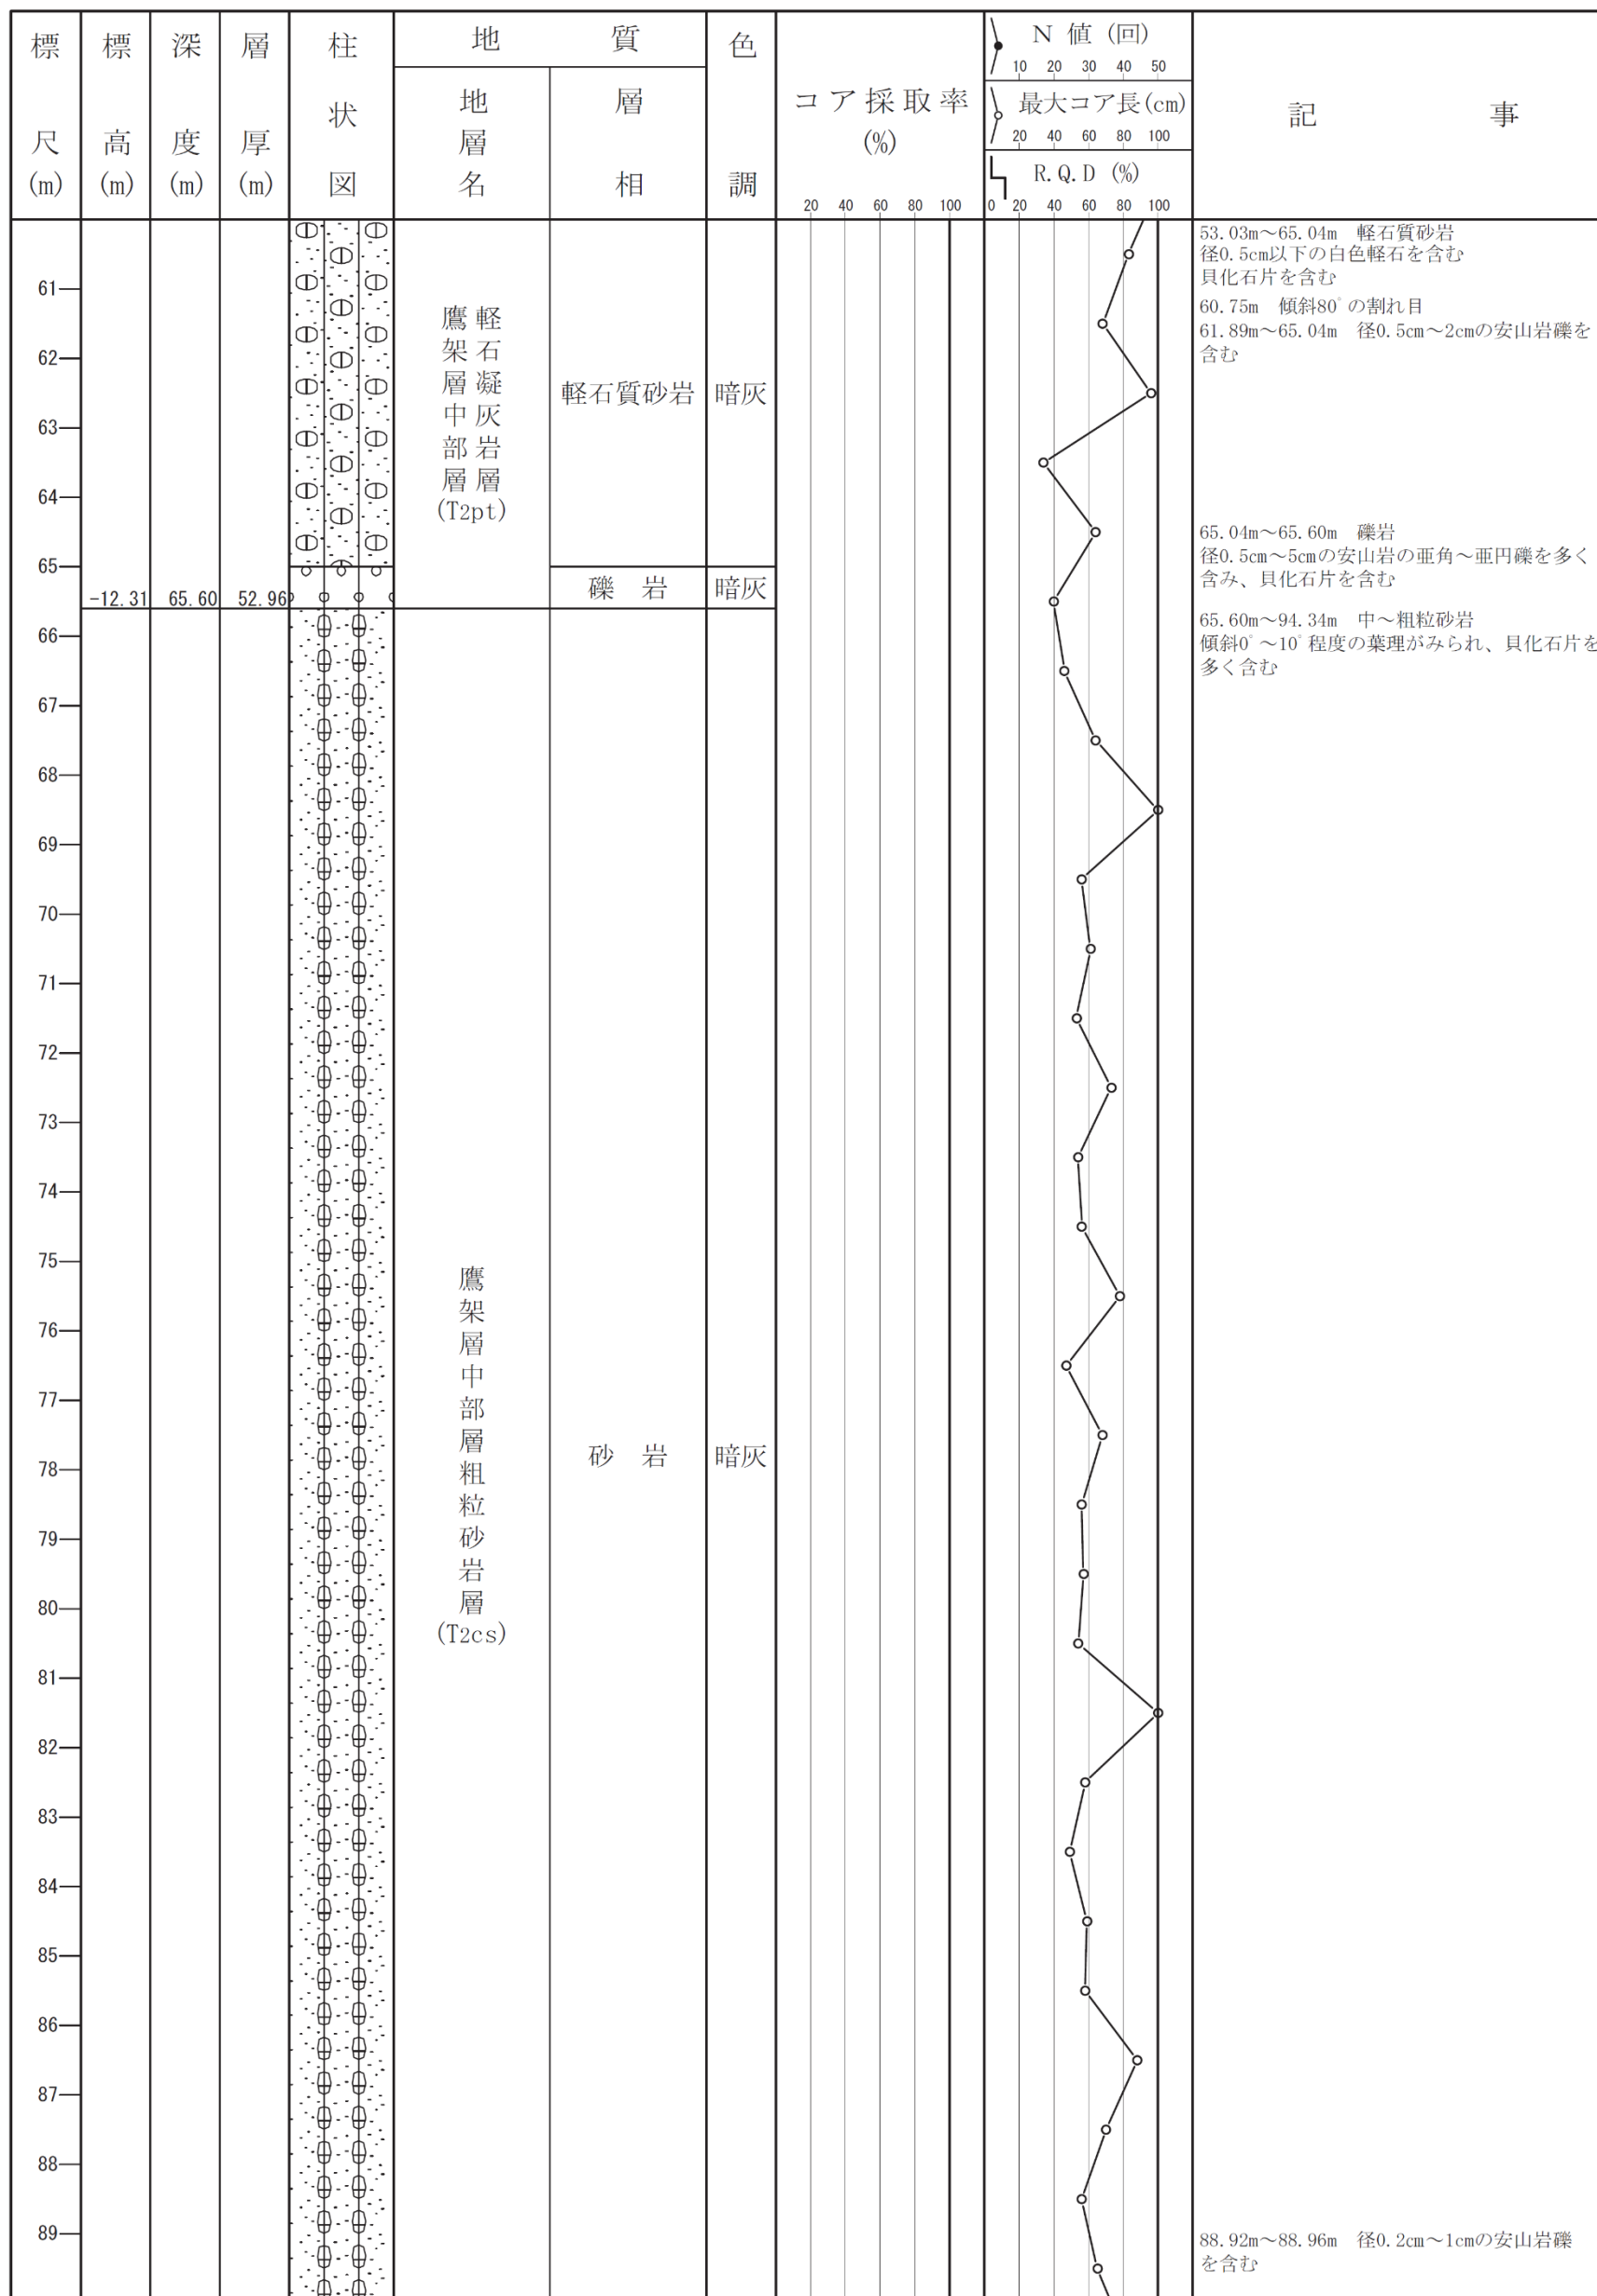 標尺(m)
標高(m)
深度(m)
層厚(m)
柱状図
地質
地層名
層相
色調
コア採取率
(%)
20 40 60 80 100
N 値 (回)
10 20 30 40 50
最大コア長(cm)
20 40 60 80 100
R.Q.D (%)
0 20 40 60 80 100
記事
61
62
63
64
65
66
67
68
69
70
71
72
73
74
75
76
77
78
79
80
81
82
83
84
85
86
87
88
89
-12.31 65.60 52.96
鷹架層中部層
軽石凝灰岩層
(T2pt)
軽石質砂岩
暗灰
礫 岩
暗灰
鷹架層中部層粗粒砂岩層
(T2cs)
砂 岩
暗灰
53.03m～65.04m 軽石質砂岩
径0.5cm以下の白色軽石を含む
貝化石片を含む
60.75m 傾斜80°の割れ目
61.89m～65.04m 径0.5cm～2cmの安山岩礫を
含む
65.04m～65.60m 礫岩
径0.5cm～5cmの安山岩の亜角～亜円礫を多く
含み、貝化石片を含む
65.60m～94.34m 中～粗粒砂岩
傾斜0°～10°程度の葉理がみられ、貝化石片を
多く含む
88.92m～88.96m 径0.2cm～1cmの安山岩礫
を含む